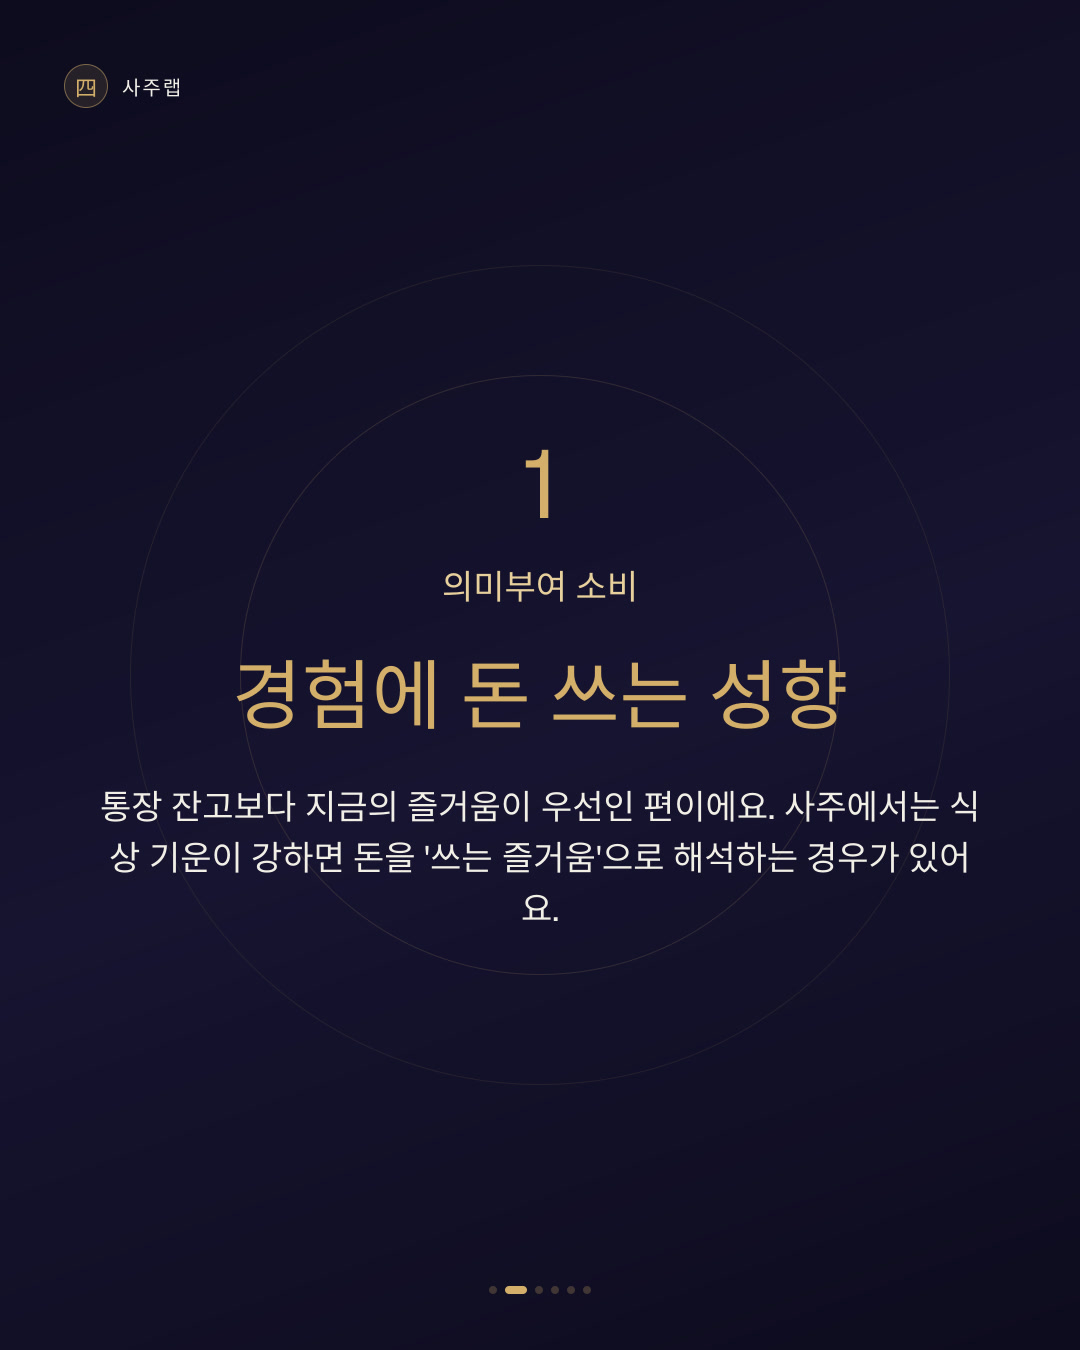 四 사주랩
1
의미부여 소비
경험에 돈 쓰는 성향
통장 잔고보다 지금의 즐거움이 우선인 편이에요. 사주에서는 식
상 기운이 강하면 돈을 '쓰는 즐거움'으로 해석하는 경우가 있어
요.